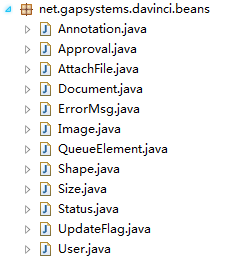 net.gapsystems.davinci.beans
Annotation.java
Approval.java
AttachFile.java
Document.java
ErrorMsg.java
Image.java
QueueElement.java
Shape.java
Size.java
Status.java
UpdateFlag.java
User.java